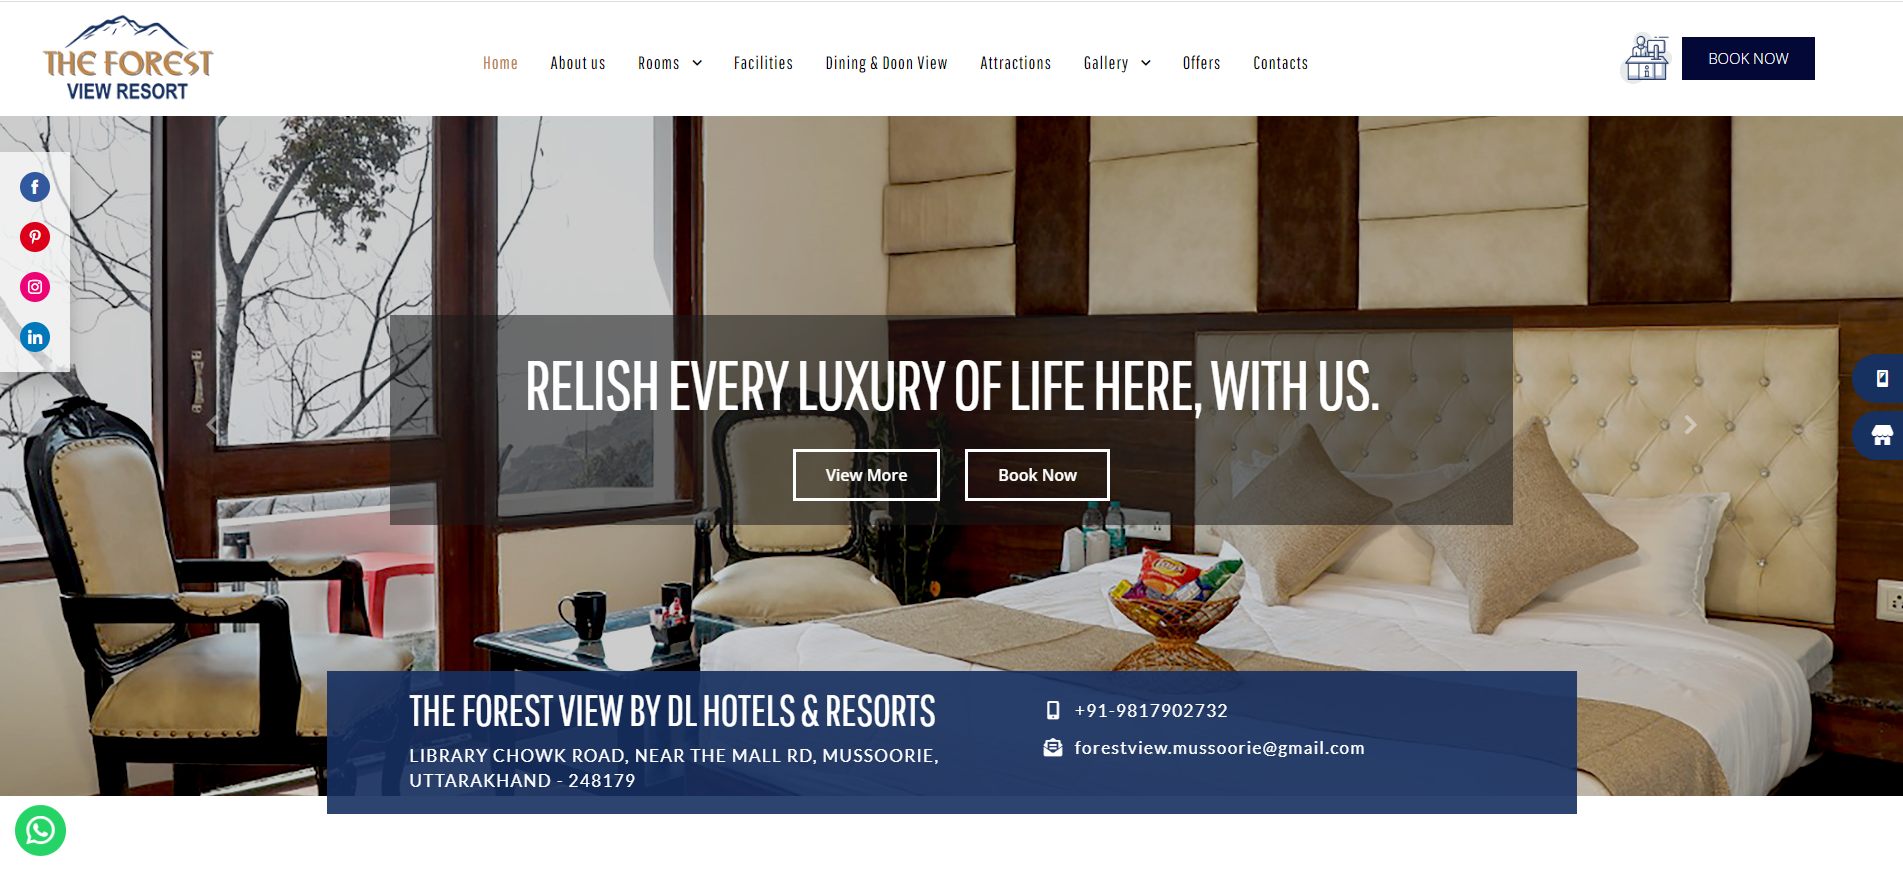 THE FOREST
VIEW RESORT
Home About us Rooms Facilities Dining & Doon View Attractions Gallery Offers Contacts
BOOK NOW
RELISH EVERY LUXURY OF LIFE HERE, WITH US.
View More Book Now
Lay's
THE FOREST VIEW BY DL HOTELS & RESORTS
LIBRARY CHOWK ROAD, NEAR THE MALL RD, MUSSOORIE,
UTTARAKHAND - 248179
+91-9817902732
forestview.mussoorie@gmail.com